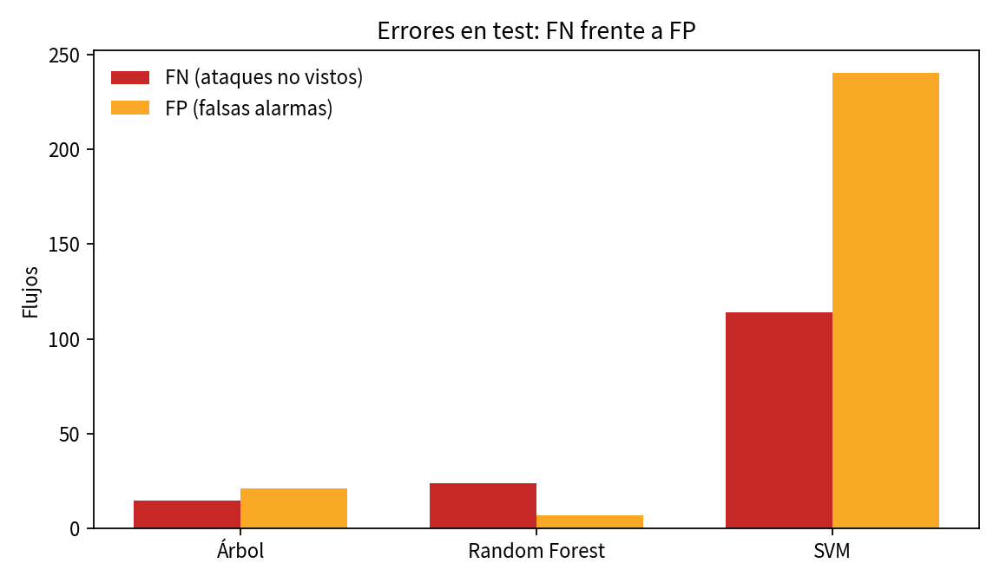 Errores en test: FN frente a FP
FN (ataques no vistos)
FP (falsas alarmas)
Flujos
250
200
150
100
50
0
Árbol
Random Forest
SVM